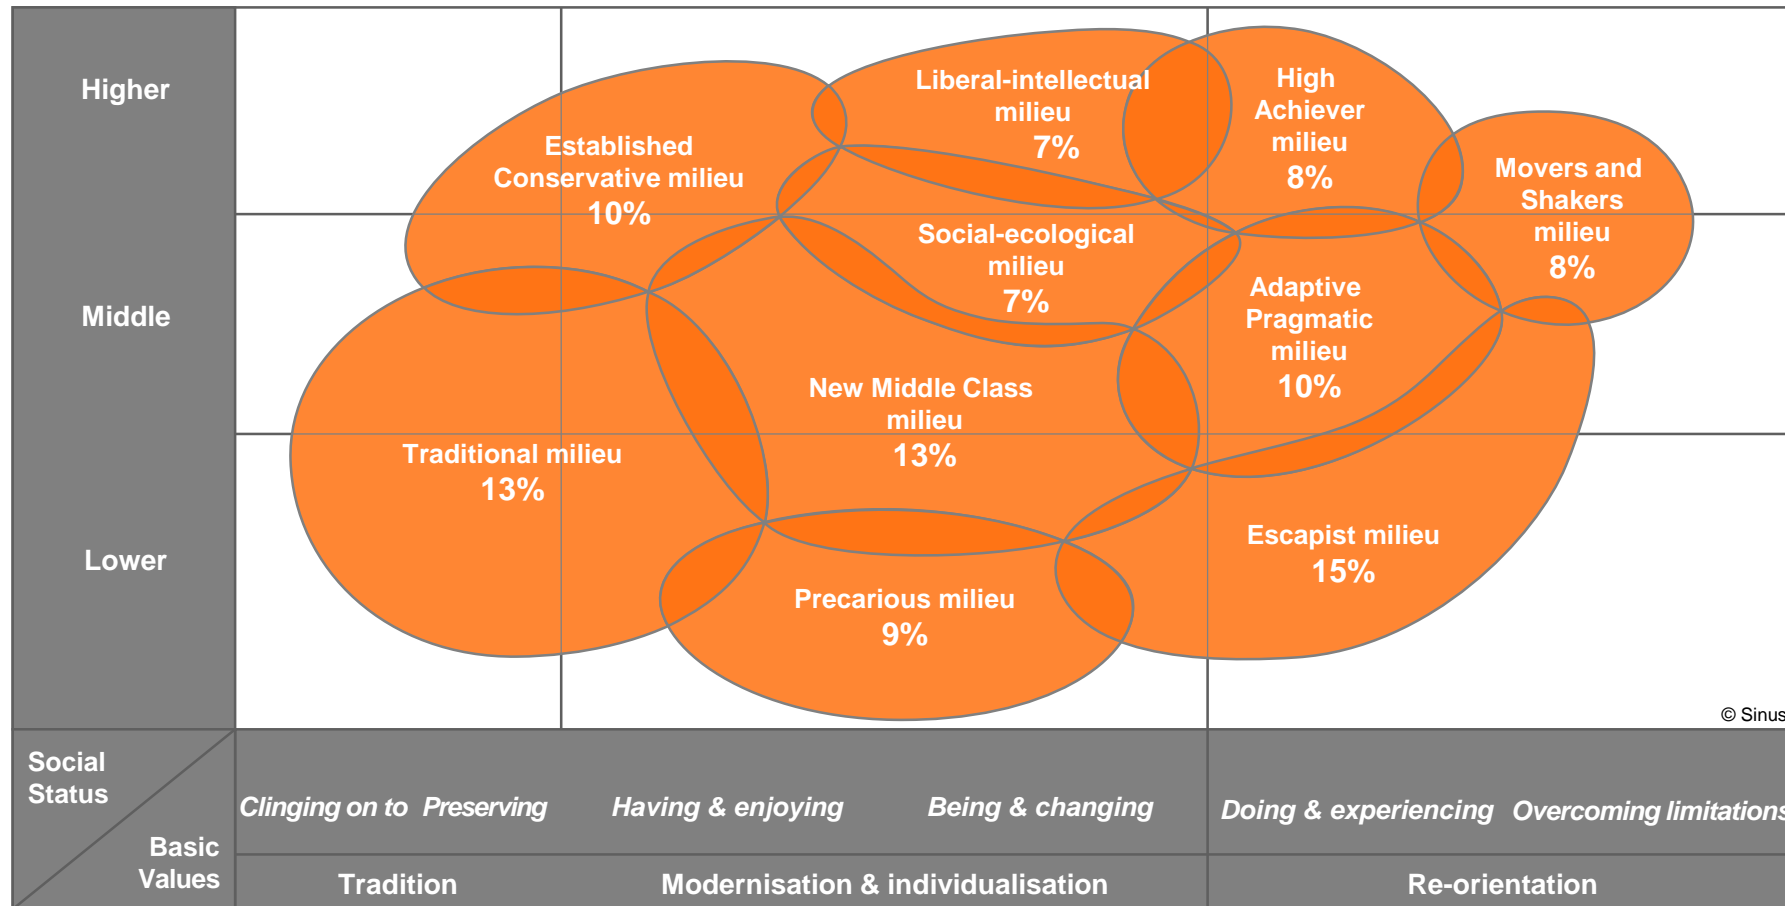 Higher
Middle
Lower
Established
Conservative milieu
10%
Liberal-intellectual
milieu
7%
High
Achiever
milieu
8%
Movers and
Shakers
milieu
8%
Social-ecological
milieu
7%
Adaptive
Pragmatic
milieu
10%
New Middle Class
milieu
13%
Traditional milieu
13%
Escapist milieu
15%
Precarious milieu
9%
© Sinus
Social
Status
Basic
Values
Clinging on to Preserving
Having & enjoying
Being & changing
Doing & experiencing
Overcoming limitations
Tradition
Modernisation & individualisation
Re-orientation